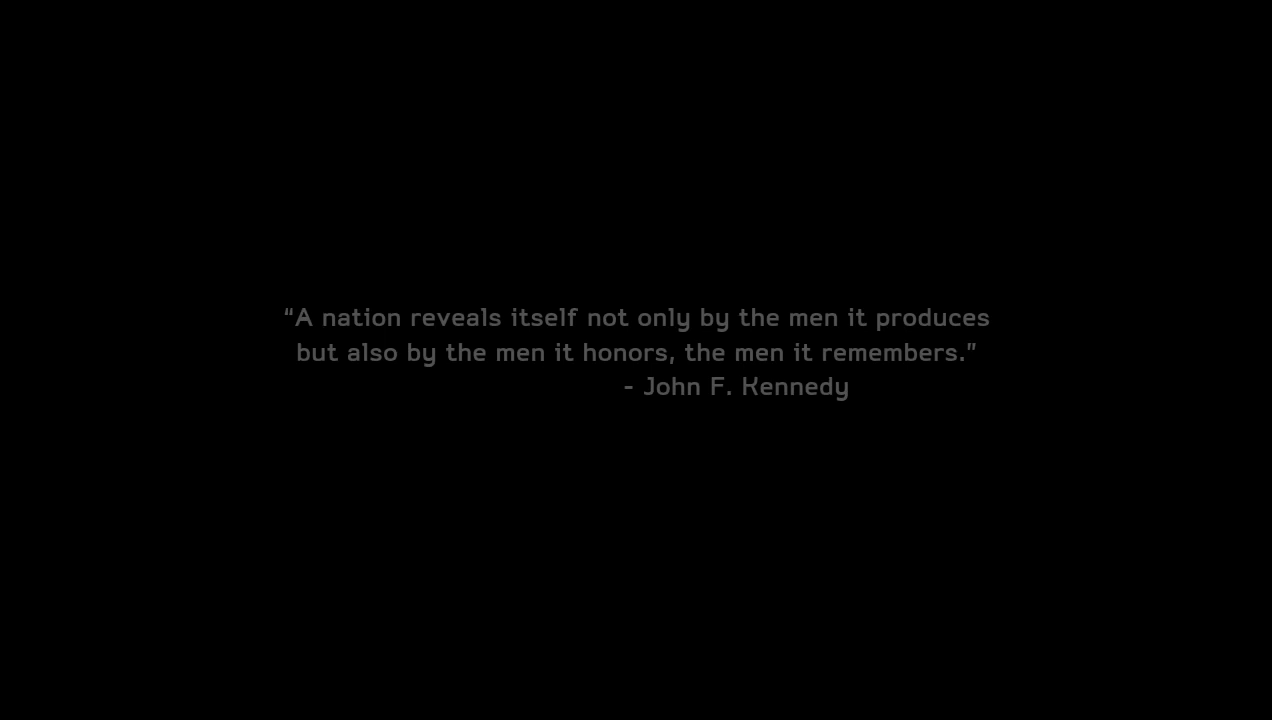 “A nation reveals itself not only by the men it produces
but also by the men it honors, the men it remembers.”
- John F. Kennedy